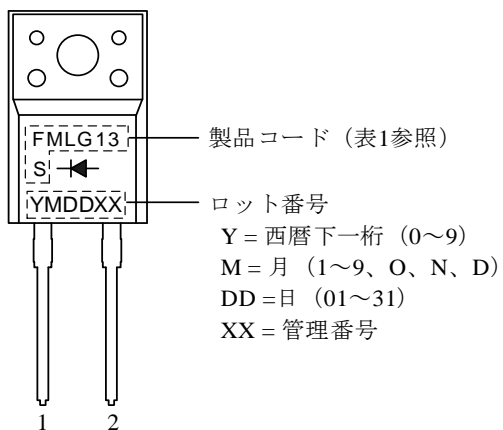 FMLG13
S
YMDDXX
製品コード（表1参照）
ロット番号
Y = 西暦下一桁（0～9）
M = 月（1～9、O、N、D）
DD =日（01～31）
XX = 管理番号
1 2